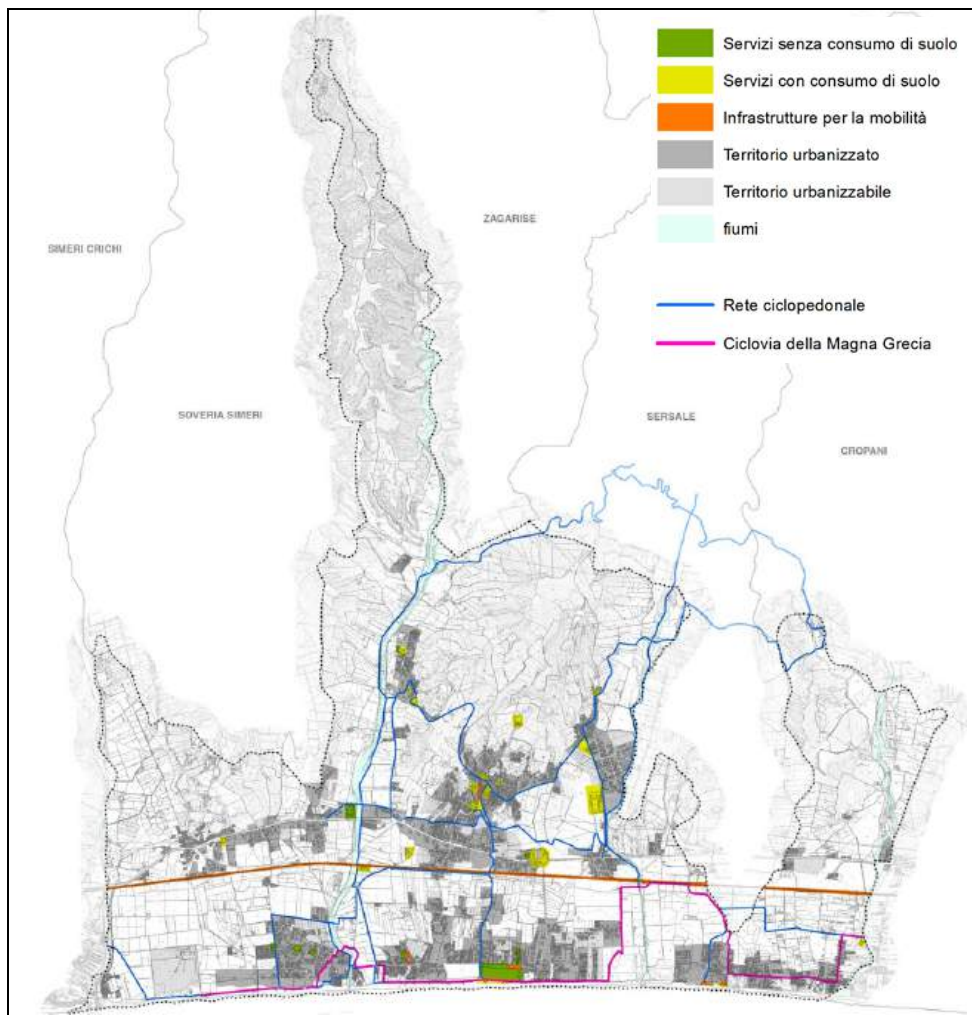 Servizi senza consumo di suolo
Servizi con consumo di suolo
Infrastrutture per la mobilità
Territorio urbanizzato
Territorio urbanizzabile
fiumi
Rete ciclopedonale
Ciclovia della Magna Grecia
ZAGARISE
SIMERI CRICHI
SOVERIA SIMERI
SERSALE
CROPANI